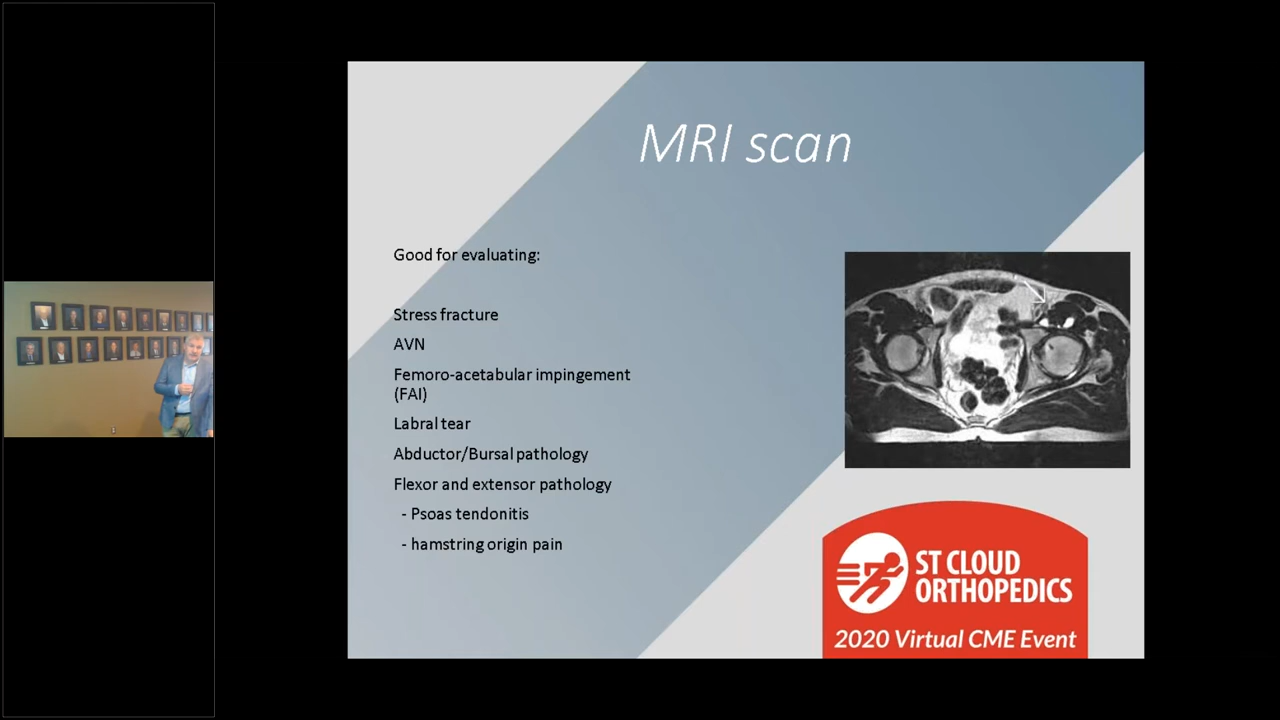 MRI scan
Good for evaluating:
Stress fracture
AVN
Femoro-acetabular impingement
(FAI)
Labral tear
Abductor/Bursal pathology
Flexor and extensor pathology
- Psoas tendonitis
- hamstring origin pain
ST CLOUD
ORTHOPEDICS
2020 Virtual CME Event